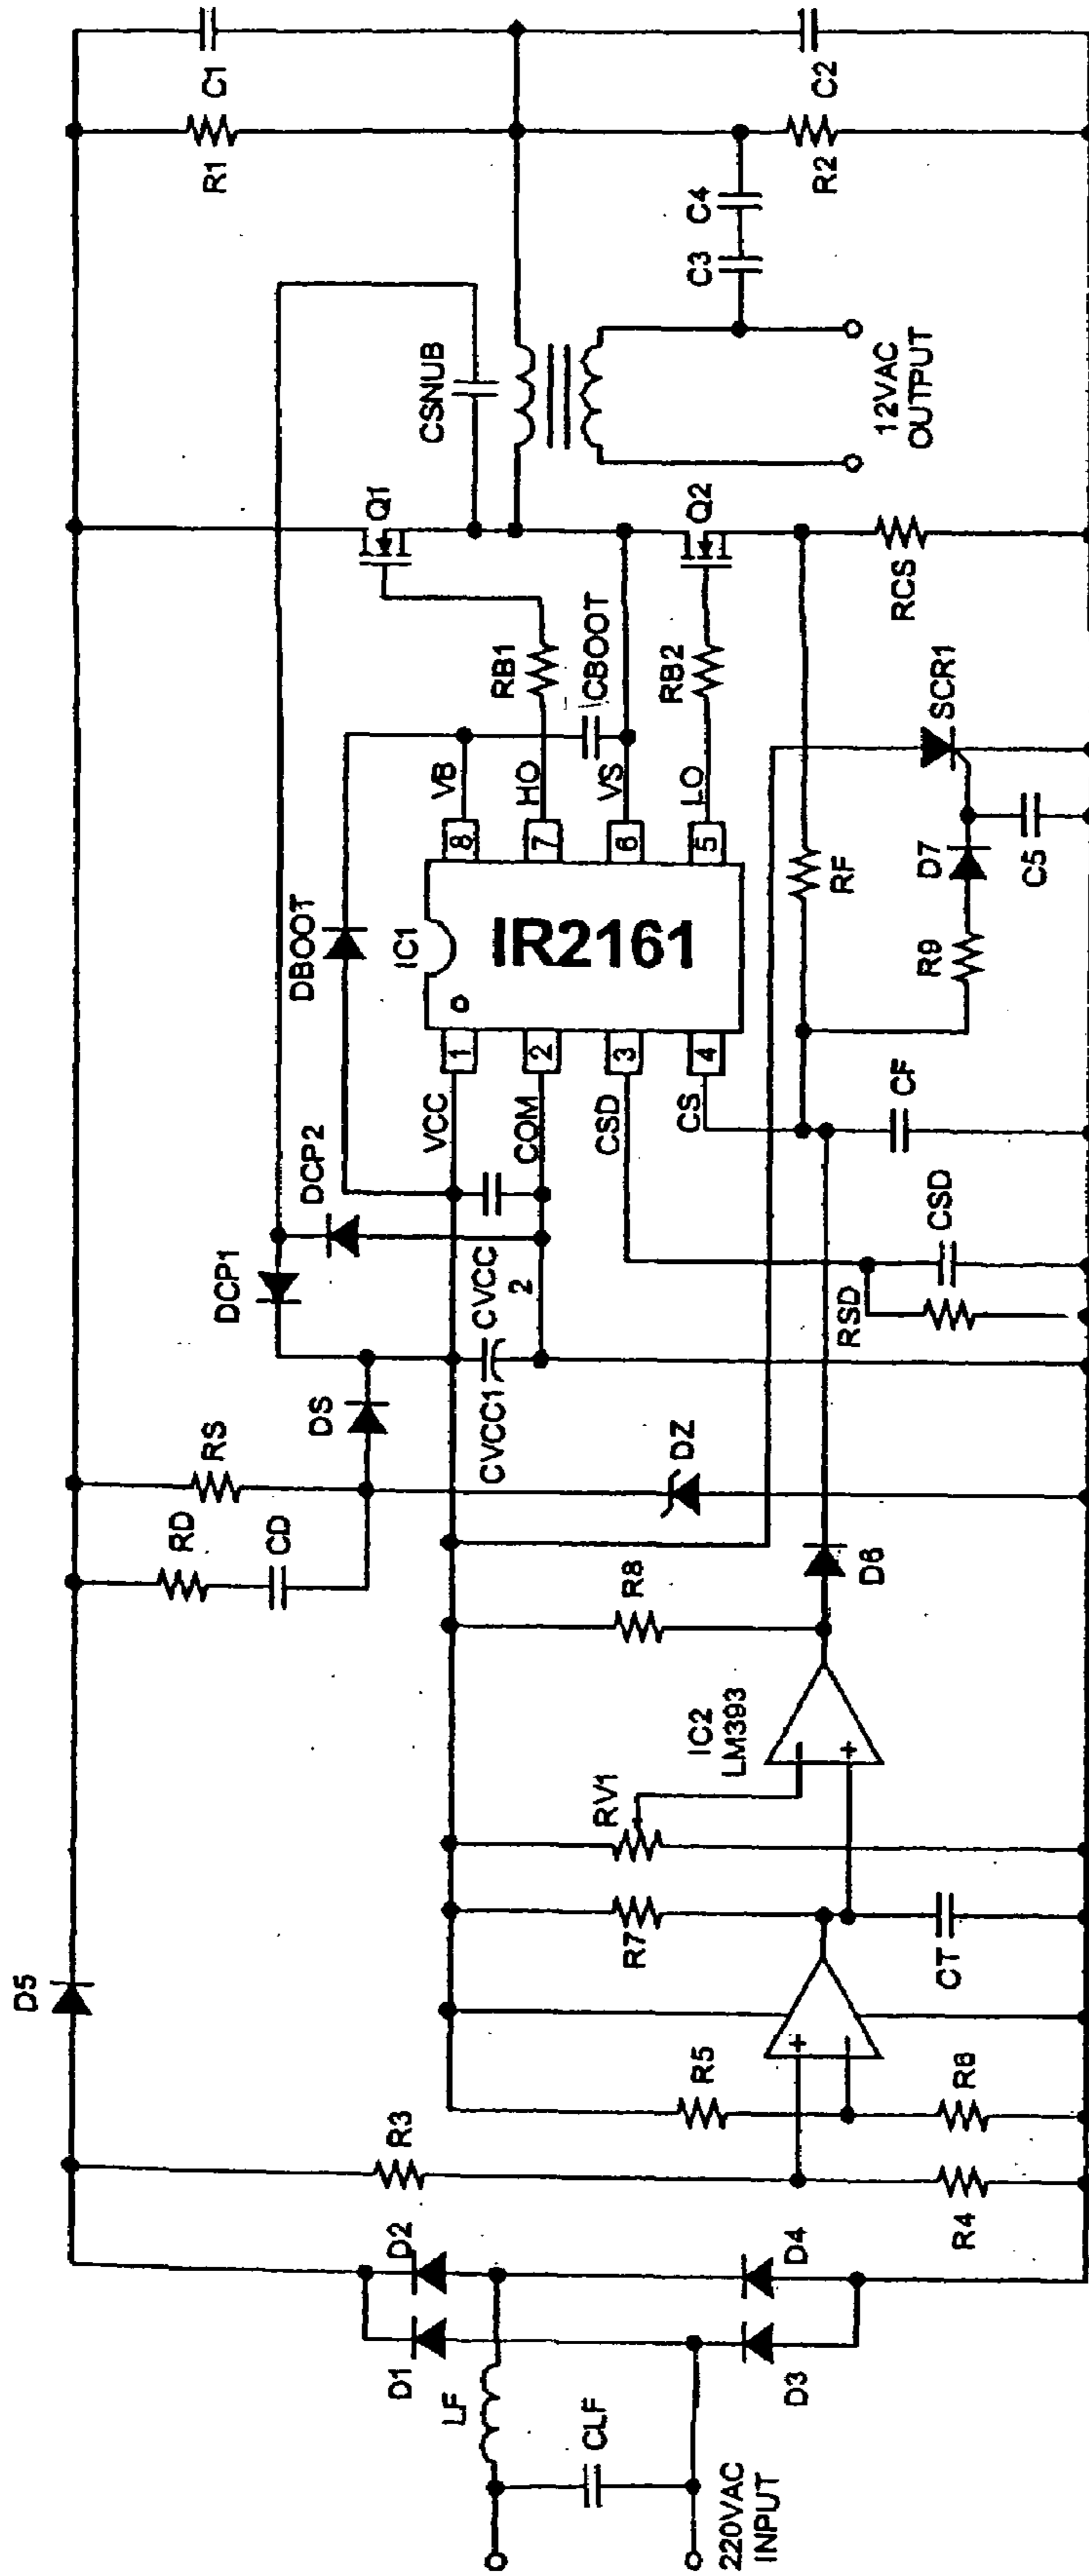 220VAC
INPUT
CLF
LF
D1
D2
D3
D4
D5
R3
R4
R5
R6
+
R7
CT
RV1
IC2
LM393
+
R8
D6
RD
CD
RS
DS
DZ
DCP1
DCP2
CVCC1
CVCC
2
RSD
CSD
CF
VCC
COM
CSD
CS
1
2
3
4
DBOOT
IC1
IR2161
8
7
6
5
VB
HO
VS
LO
CBOOT
RB1
RB2
RF
R9
D7
C5
SCR1
RCS
Q1
Q2
CSNUB
12VAC
OUTPUT
C3
C4
R1
C1
R2
C2